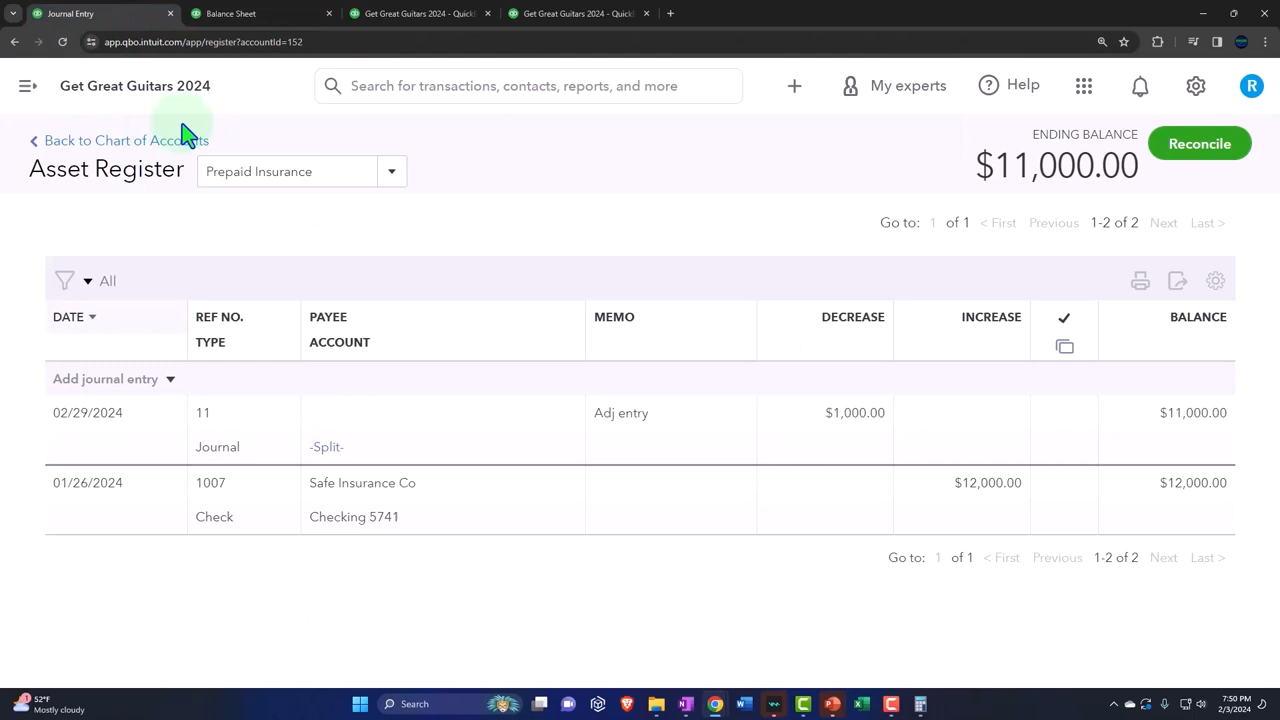 Journal Entry
Balance Sheet
Get Great Guitars 2024 - QuickB
Get Great Guitars 2024 - QuickB
app.qbo.intuit.com/app/register?accountId=152
Get Great Guitars 2024
Search for transactions, contacts, reports, and more
My experts
Help
R
Back to Chart of Accounts
Asset Register
Prepaid Insurance
ENDING BALANCE
$11,000.00
Reconcile
Go to: 1 of 1 < First Previous 1-2 of 2 Next Last >
All
DATE REF NO. PAYEE MEMO DECREASE INCREASE BALANCE
TYPE ACCOUNT
Add journal entry
02/29/2024 11 Adj entry $1,000.00 $11,000.00
Journal -Split-
01/26/2024 1007 Safe Insurance Co $12,000.00 $12,000.00
Check Checking 5741
Go to: 1 of 1 < First Previous 1-2 of 2 Next Last >
52°F
Mostly cloudy
Search
7:50 PM
2/3/2024